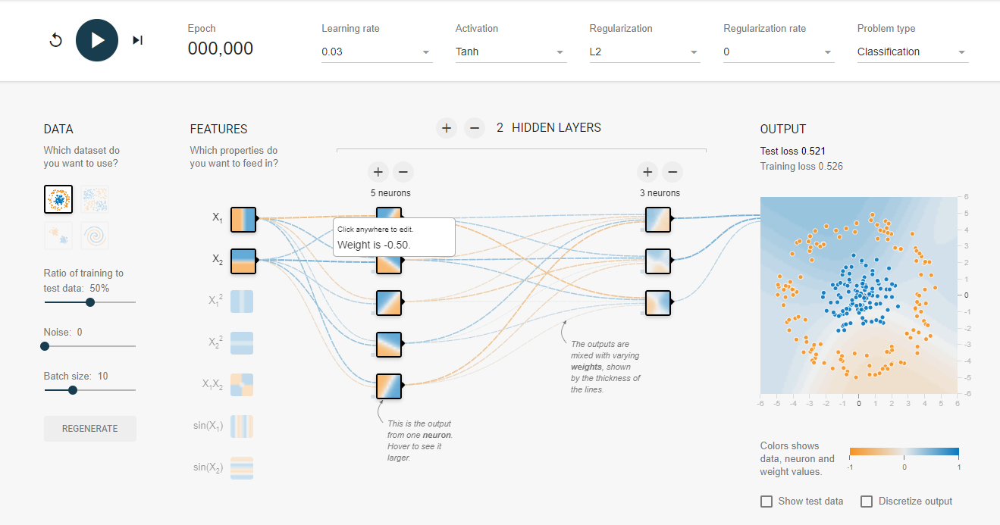 Epoch
000,000
Learning rate
0.03
Activation
Tanh
Regularization
L2
Regularization rate
0
Problem type
Classification
DATA
Which dataset do
you want to use?
Ratio of training to
test data: 50%
Noise: 0
Batch size: 10
REGENERATE
FEATURES
Which properties do
you want to feed in?
X1
X2
X1²
X2²
X1X2
sin(X1)
sin(X2)
+ − 2 HIDDEN LAYERS
+ −
5 neurons
+ −
3 neurons
Click anywhere to edit.
Weight is -0.50.
This is the output
from one neuron.
Hover to see it
larger.
The outputs are
mixed with varying
weights, shown
by the thickness of
the lines.
OUTPUT
Test loss 0.521
Training loss 0.526
6
5
4
3
2
1
0
-1
-2
-3
-4
-5
-6
-6 -5 -4 -3 -2 -1 0 1 2 3 4 5 6
Colors shows
data, neuron and
weight values.
-1 0 1
Show test data
Discretize output